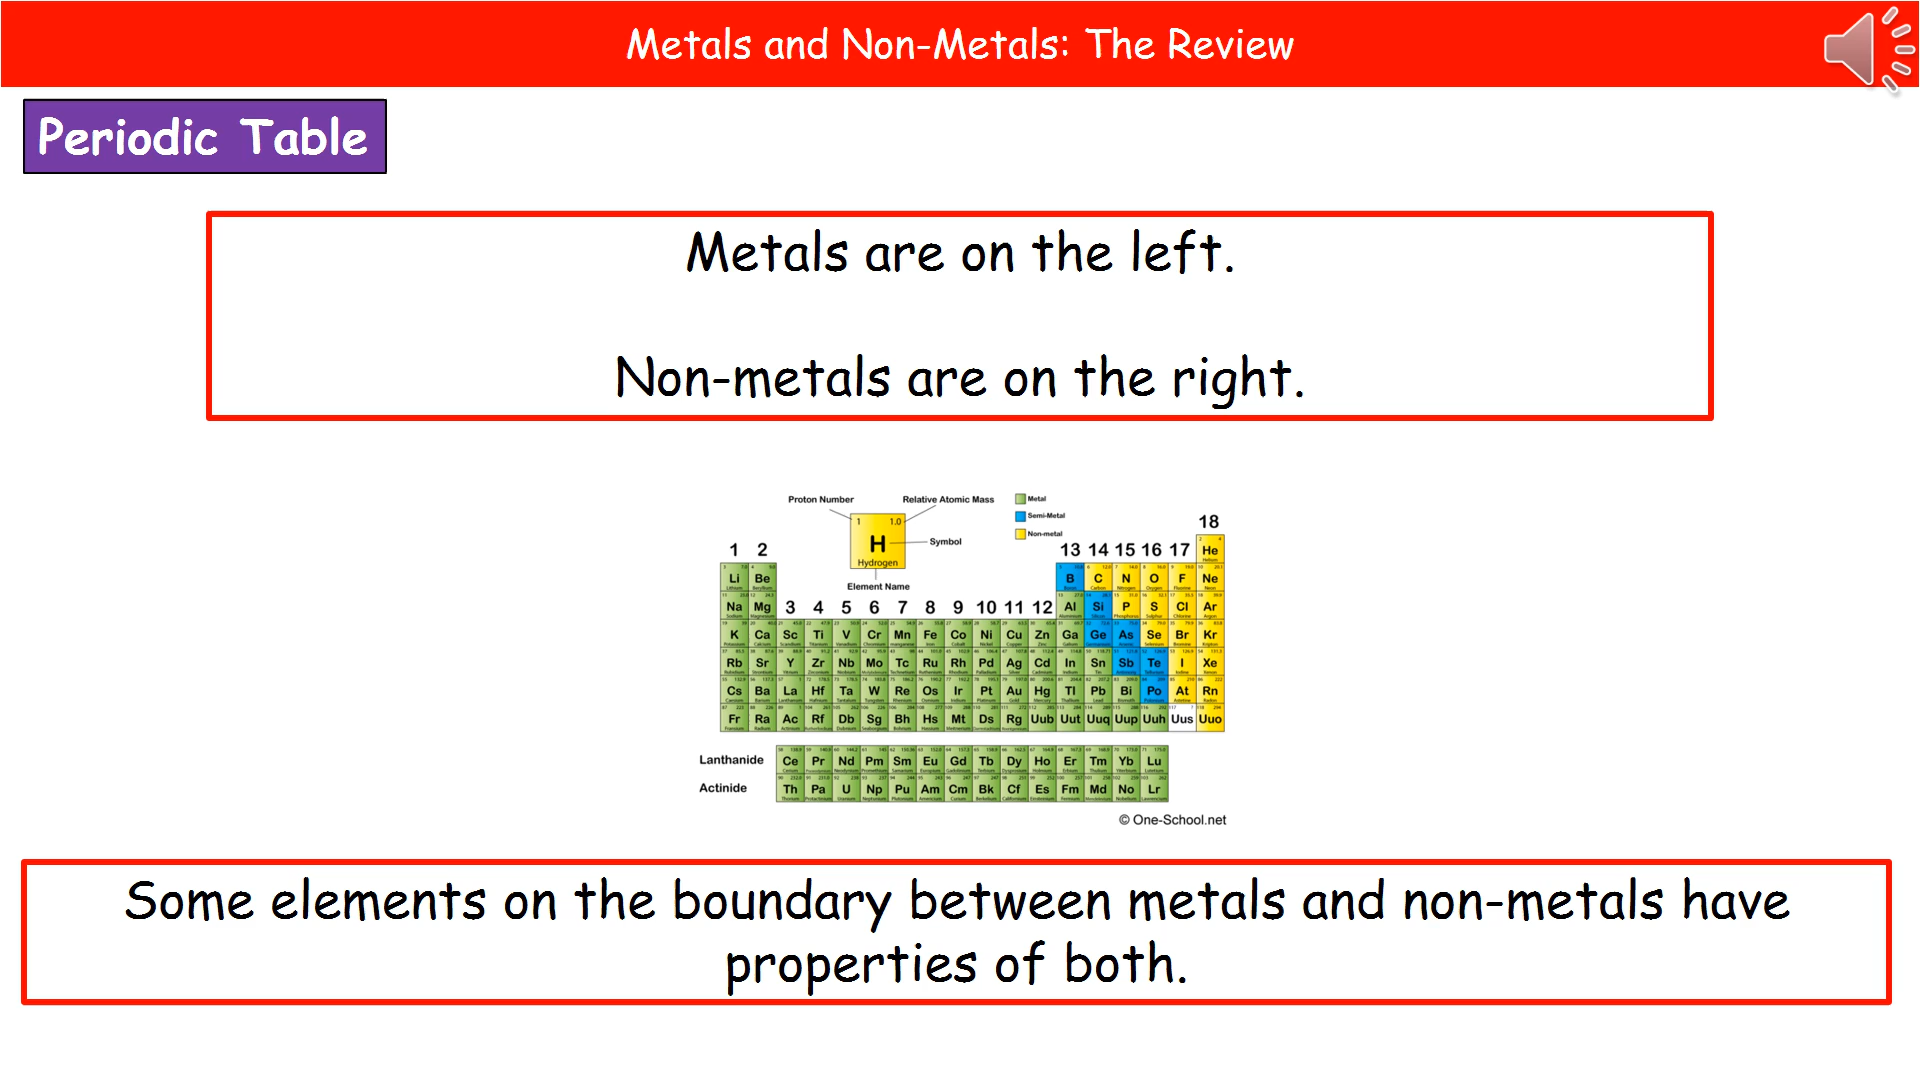 Metals and Non-Metals: The Review
Periodic Table
Metals are on the left.
Non-metals are on the right.
Proton Number
Relative Atomic Mass
Metal
Semi-Metal
Non-metal
1 1.0
H
Hydrogen
Symbol
Element Name
18
1 2 13 14 15 16 17 He
Li Be B C N O F Ne
3 4 5 6 7 8 9 10 11 12
Na Mg Al Si P S Cl Ar
K Ca Sc Ti V Cr Mn Fe Co Ni Cu Zn Ga Ge As Se Br Kr
Rb Sr Y Zr Nb Mo Tc Ru Rh Pd Ag Cd In Sn Sb Te I Xe
Cs Ba La Hf Ta W Re Os Ir Pt Au Hg Tl Pb Bi Po At Rn
Fr Ra Ac Rf Db Sg Bh Hs Mt Ds Rg Uub Uut Uuq Uup Uuh Uus Uuo
Lanthanide Ce Pr Nd Pm Sm Eu Gd Tb Dy Ho Er Tm Yb Lu
Actinide Th Pa U Np Pu Am Cm Bk Cf Es Fm Md No Lr
© One-School.net
Some elements on the boundary between metals and non-metals have
properties of both.